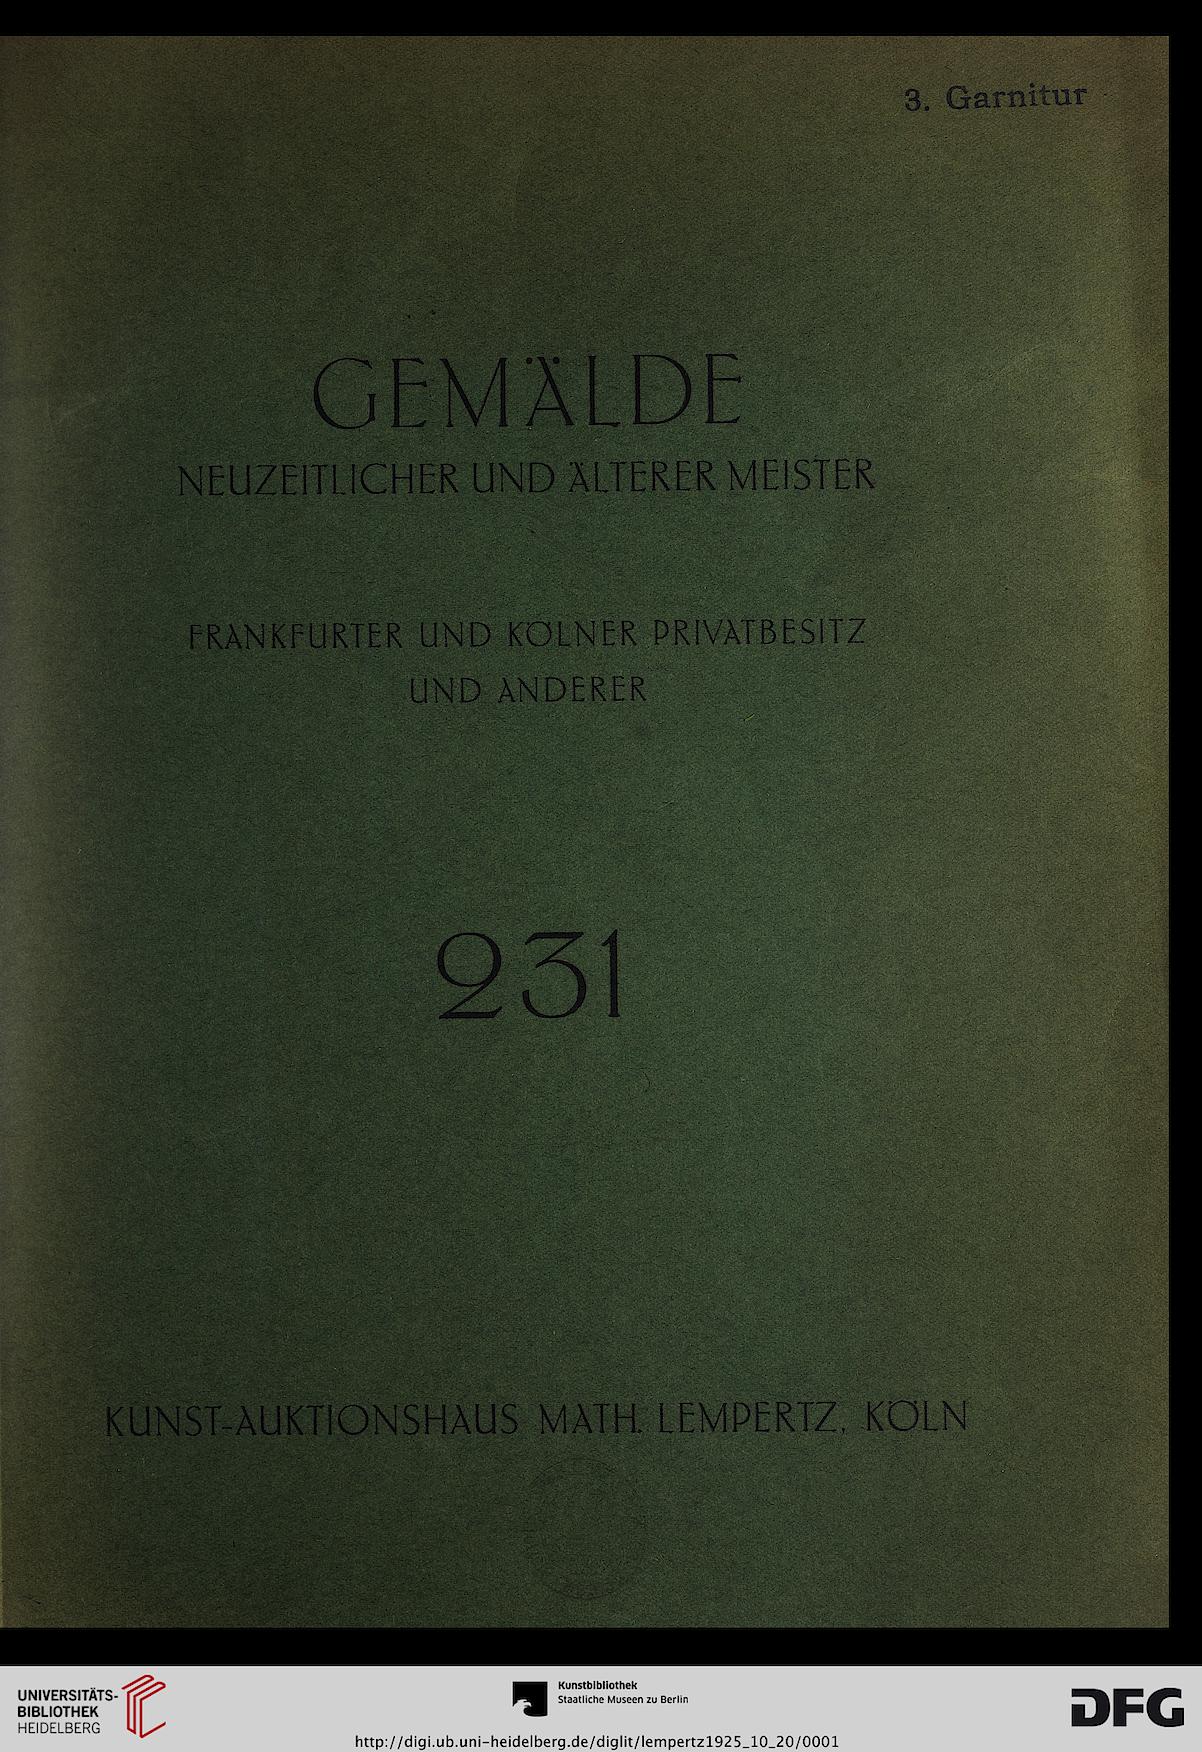 3. Garnitur
GEMÄLDE
NEUZEITLICHER UND ÄLTERER MEISTER
FRANKFURTER UND KÖLNER PRIVATBESITZ
UND ANDERER
231
KUNST-AUKTIONSHAUS MATH. LEMPERTZ, KÖLN
UNIVERSITÄTS-
BIBLIOTHEK
HEIDELBERG
Kunstbibliothek
Staatliche Museen zu Berlin
http://digi.ub.uni-heidelberg.de/diglit/lempertz1925_10_20/0001
DFG